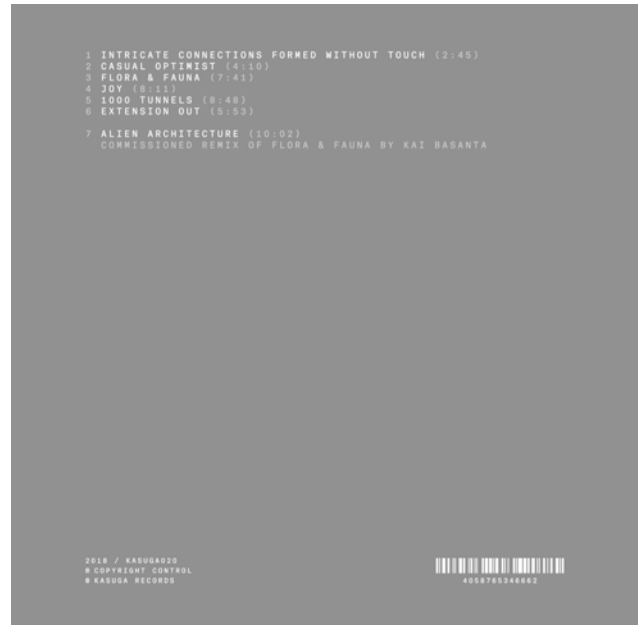 1 INTRICATE CONNECTIONS FORMED WITHOUT TOUCH (2:45)
2 CASUAL OPTIMIST (4:10)
3 FLORA & FAUNA (7:41)
4 JOY (8:11)
5 1000 TUNNELS (8:48)
6 EXTENSION OUT (5:53)
7 ALIEN ARCHITECTURE (10:02)
COMMISSIONED REMIX OF FLORA & FAUNA BY KAI BASANTA
2018 / KASUGA020
COPYRIGHT CONTROL
KASUGA RECORDS
4050765346662